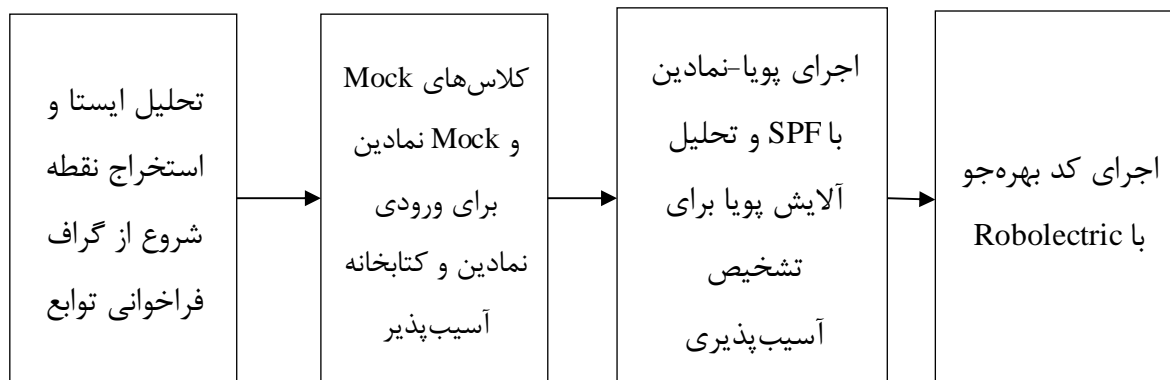 تحلیل ایستا و
استخراج نقطه
شروع از گراف
فراخوانی توابع
کلاس‌های Mock
و Mock نمادین
برای ورودی
نمادین و کتابخانه
آسیب‌پذیر
اجرای پویا-نمادین
با SPF و تحلیل
آلایش پویا برای
تشخیص
آسیب‌پذیری
اجرای کد بهره‌جو
با Robolectric